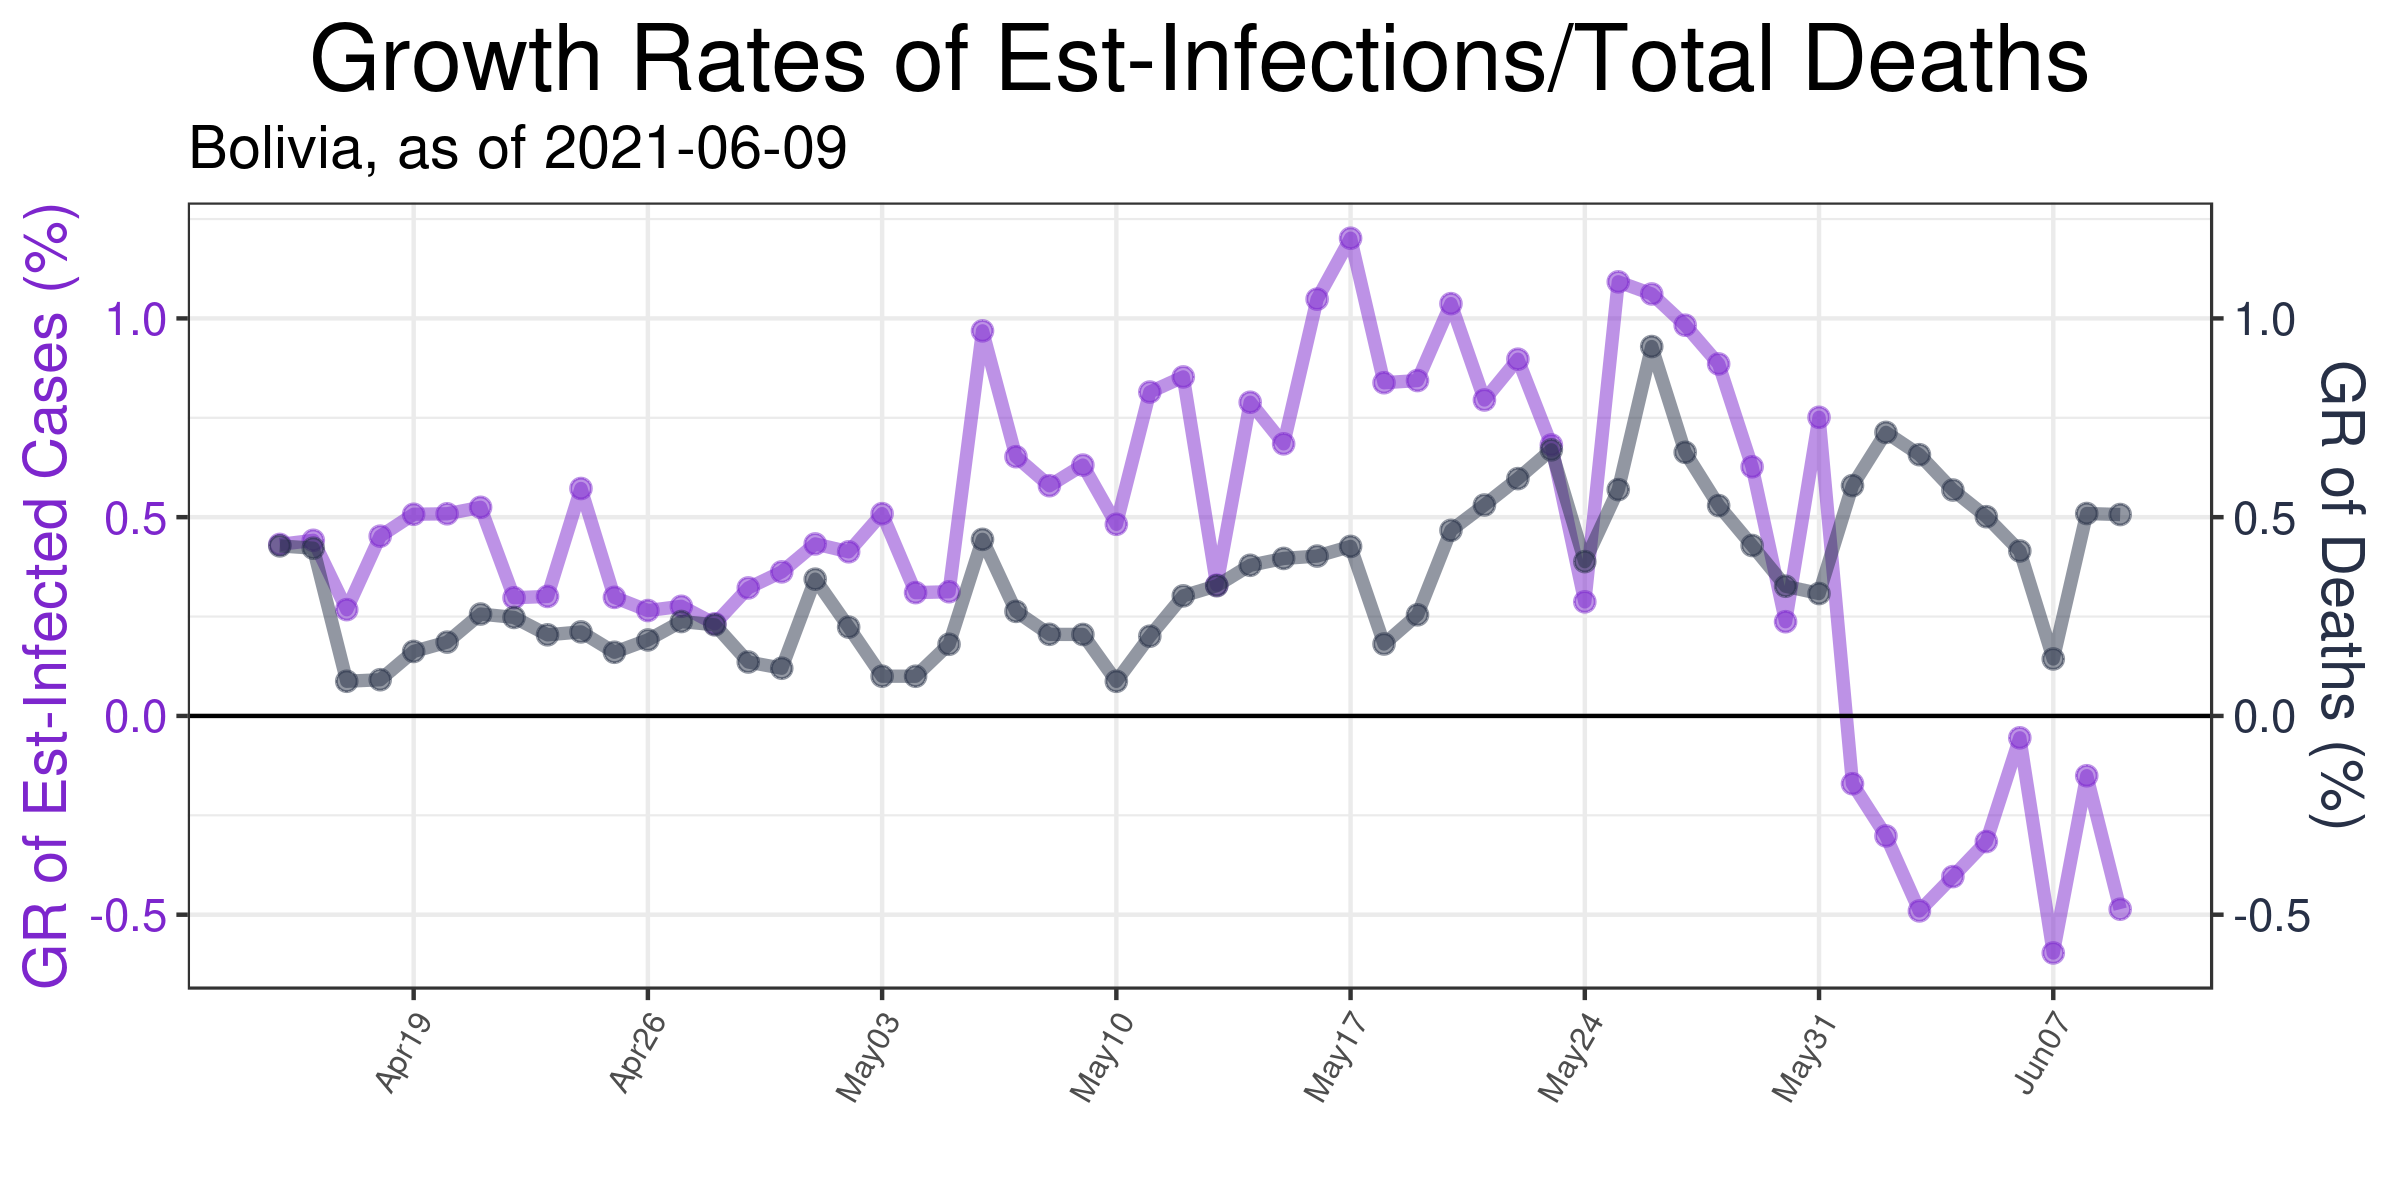 Growth Rates of Est-Infections/Total Deaths
Bolivia, as of 2021-06-09
GR of Est-Infected Cases (%)
1.0
0.5
0.0
-0.5
1.0
0.5
0.0
-0.5
GR of Deaths (%)
Apr19
Apr26
May03
May10
May17
May24
May31
Jun07